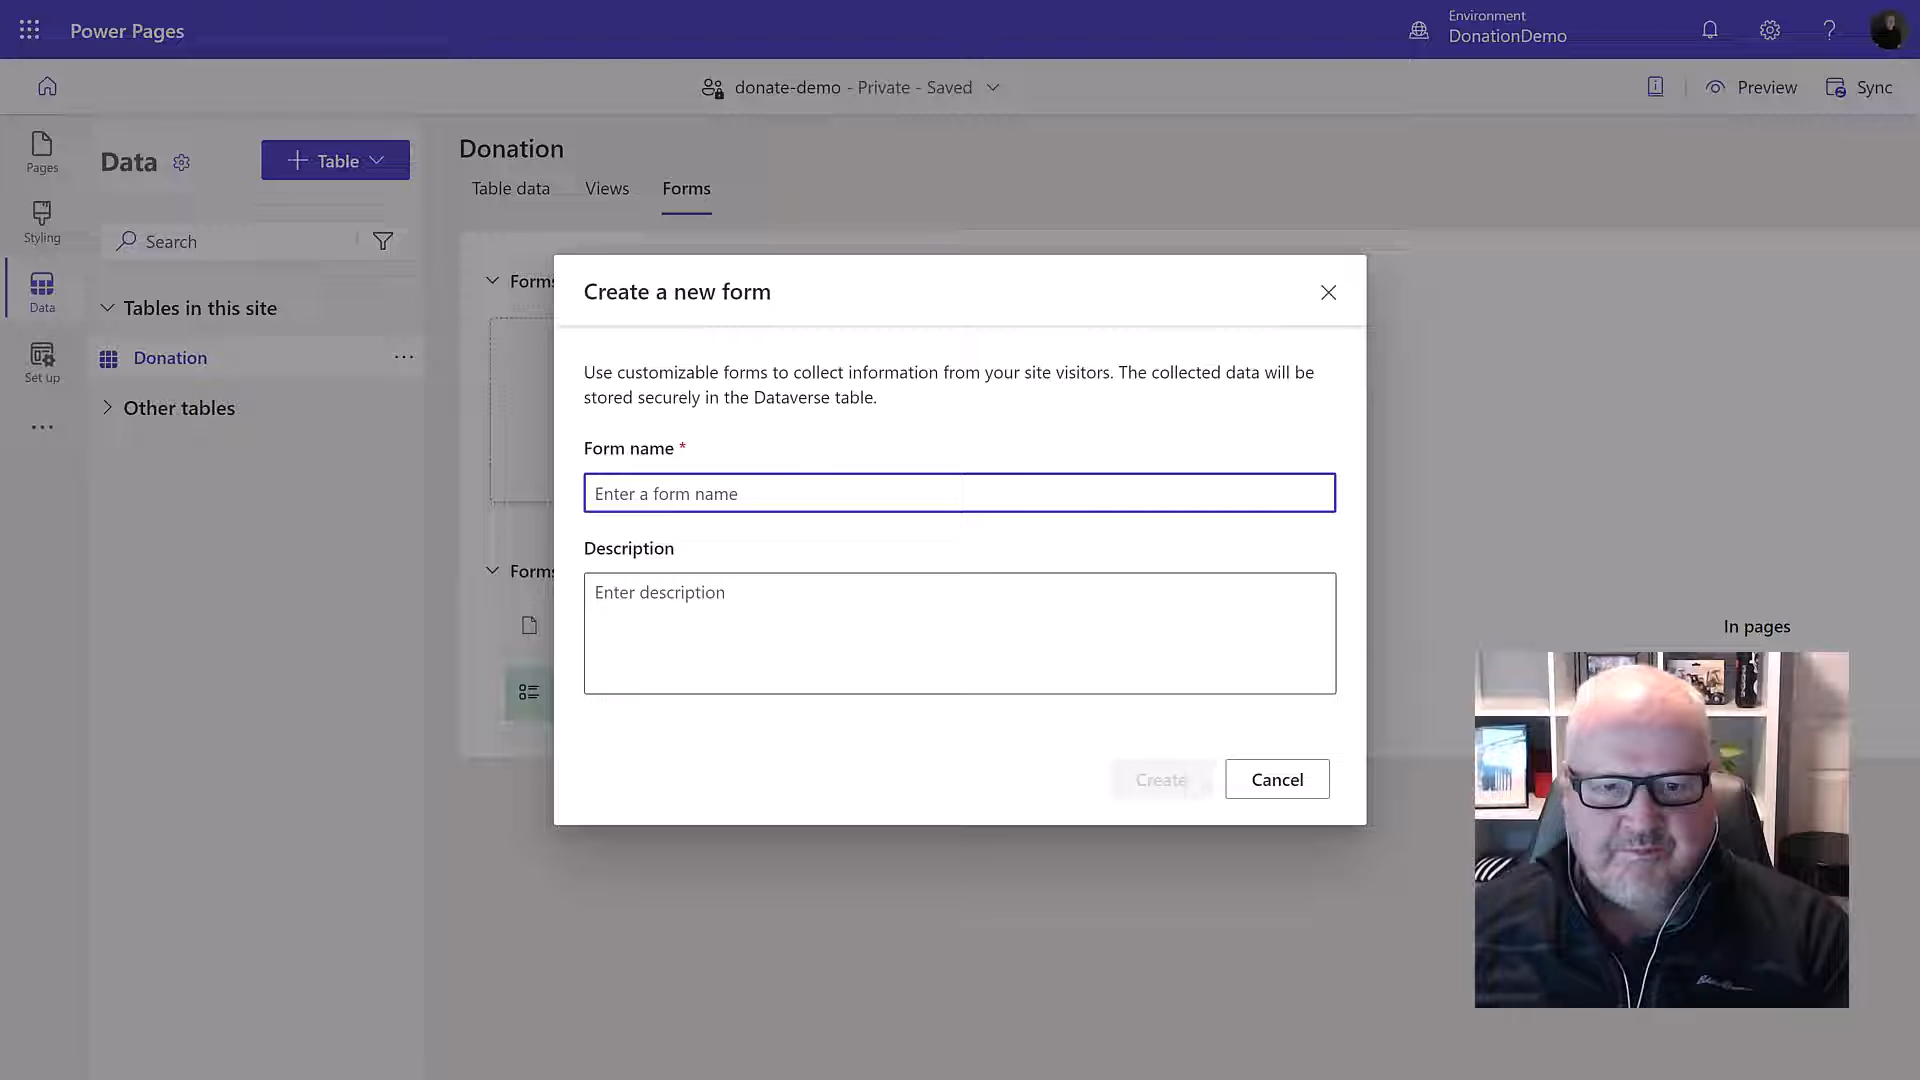 Power Pages
Environment
DonationDemo
donate-demo - Private - Saved
Preview
Sync
Pages
Styling
Data
Set up
Data
Table
Search
Tables in this site
Donation
Other tables
Donation
Table data
Views
Forms
Forms
Forms
In pages
Create a new form
Use customizable forms to collect information from your site visitors. The collected data will be
stored securely in the Dataverse table.
Form name *
Enter a form name
Description
Enter description
Create
Cancel